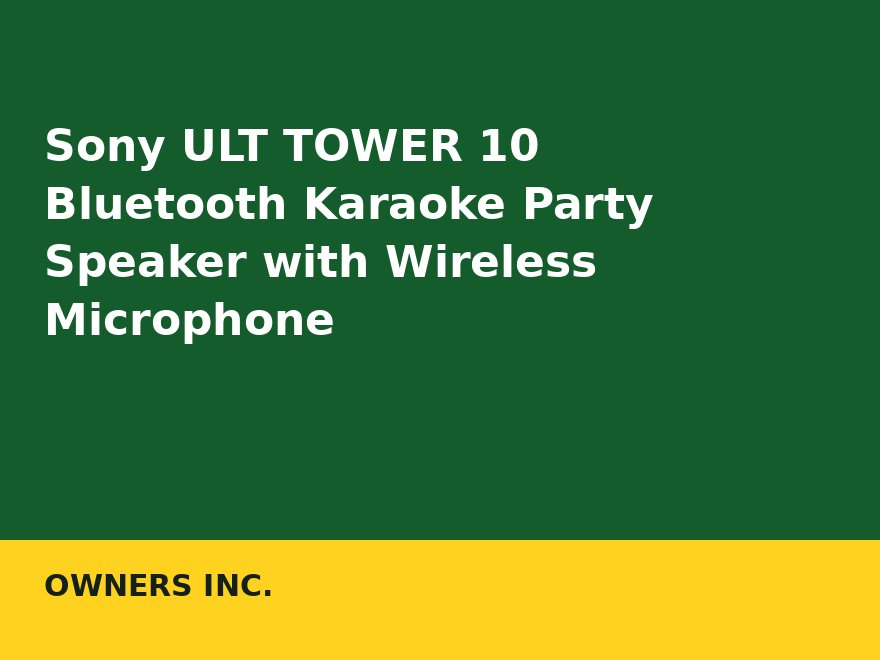 Sony ULT TOWER 10
Bluetooth Karaoke Party
Speaker with Wireless
Microphone
OWNERS INC.